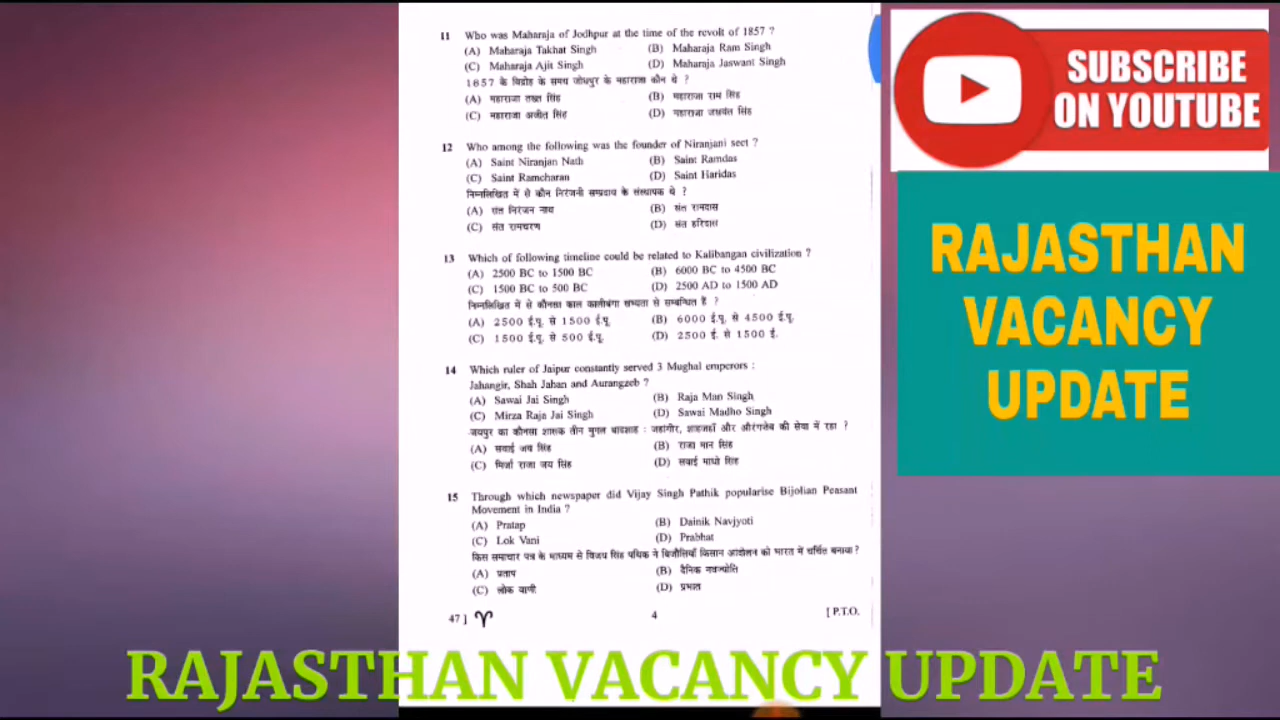 11 Who was Maharaja of Jodhpur at the time of the revolt of 1857 ?
(A) Maharaja Takhat Singh (B) Maharaja Ram Singh
(C) Maharaja Ajit Singh (D) Maharaja Jaswant Singh
1857 के विद्रोह के समय जोधपुर के महाराजा कौन थे ?
(A) महाराजा तख्त सिंह (B) महाराजा राम सिंह
(C) महाराजा अजीत सिंह (D) महाराजा जसवंत सिंह
12 Who among the following was the founder of Niranjani sect ?
(A) Saint Niranjan Nath (B) Saint Ramdas
(C) Saint Ramcharan (D) Saint Haridas
निम्नलिखित में से कौन निरंजनी सम्प्रदाय के संस्थापक थे ?
(A) संत निरंजन नाथ (B) संत रामदास
(C) संत रामचरण (D) संत हरिदास
13 Which of following timeline could be related to Kalibangan civilization ?
(A) 2500 BC to 1500 BC (B) 6000 BC to 4500 BC
(C) 1500 BC to 500 BC (D) 2500 AD to 1500 AD
निम्नलिखित में से कौनसा काल कालीबंगा सभ्यता से सम्बन्धित हैं ?
(A) 2500 ई.पू. से 1500 ई.पू. (B) 6000 ई.पू. से 4500 ई.पू.
(C) 1500 ई.पू. से 500 ई.पू. (D) 2500 ई. से 1500 ई.
14 Which ruler of Jaipur constantly served 3 Mughal emperors :
Jahangir, Shah Jahan and Aurangzeb ?
(A) Sawai Jai Singh (B) Raja Man Singh
(C) Mirza Raja Jai Singh (D) Sawai Madho Singh
जयपुर का कौनसा शासक तीन मुगल बादशाह : जहांगीर, शाहजहाँ और औरंगजेब की सेवा में रहा ?
(A) सवाई जय सिंह (B) राजा मान सिंह
(C) मिर्जा राजा जय सिंह (D) सवाई माधो सिंह
15 Through which newspaper did Vijay Singh Pathik popularise Bijolian Peasant
Movement in India ?
(A) Pratap (B) Dainik Navjyoti
(C) Lok Vani (D) Prabhat
किस समाचार पत्र के माध्यम से विजय सिंह पथिक ने बिजौलियाँ किसान आंदोलन को भारत में चर्चित बनाया ?
(A) प्रताप (B) दैनिक नवज्योति
(C) लोक वाणी (D) प्रभात
47 ] ♈ 4 [ P.T.O.
SUBSCRIBE
ON YOUTUBE
RAJASTHAN
VACANCY
UPDATE
RAJASTHAN VACANCY UPDATE